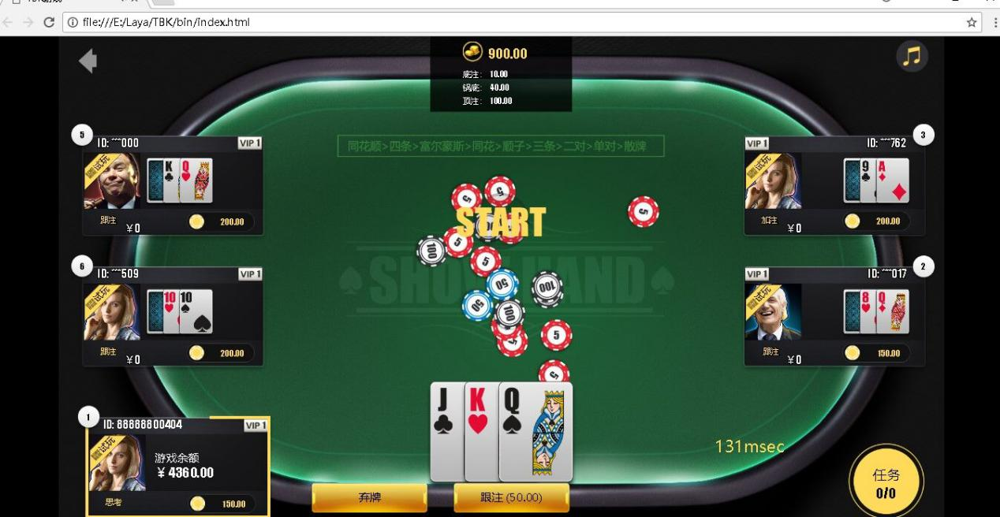 TBK游戏
file:///E:/Laya/TBK/bin/index.html
900.00
底注: 10.00
锅底: 40.00
顶注: 100.00
同花顺>四条>富尔豪斯>同花>顺子>三条>二对>单对>散牌
5
ID: ***000
VIP 1
试玩
K
Q
跟注
¥0
200.00
VIP 1
ID: ***762
3
试玩
9
A
加注
¥0
200.00
START
SHOW HAND
5
5
5
100
5
50
100
50
100
5
5
6
ID: ***509
VIP 1
试玩
10
10
跟注
¥0
200.00
VIP 1
ID: ***017
2
试玩
8
Q
跟注
¥0
150.00
1
ID: 88888800404
VIP 1
试玩
游戏余额
¥ 4360.00
思考
150.00
J
K
Q
131msec
弃牌
跟注 (50.00)
任务
0/0